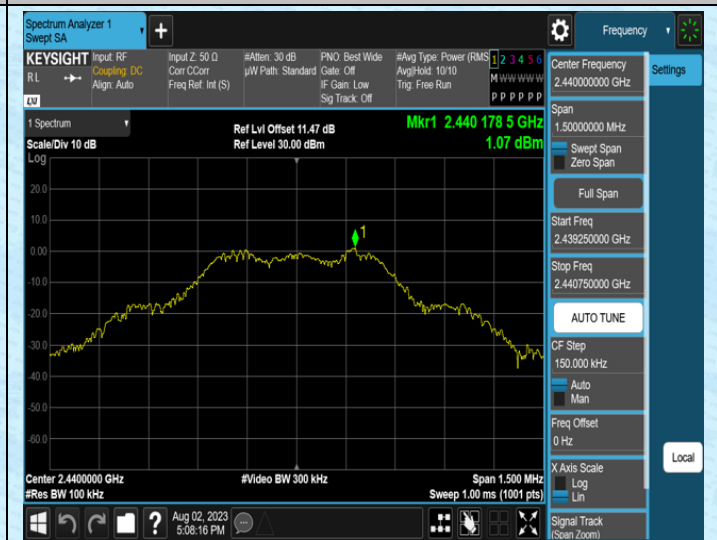 Spectrum Analyzer 1
Swept SA
Frequency
KEYSIGHT
RL
LXI
Input: RF
Coupling: DC
Align: Auto
Input Z: 50 Ω
Corr CCorr
Freq Ref: Int (S)
#Atten: 30 dB
µW Path: Standard
PNO: Best Wide
Gate: Off
IF Gain: Low
Sig Track: Off
#Avg Type: Power (RMS
Avg|Hold: 10/10
Trig: Free Run
1 2 3 4 5 6
M W W W W W
P P P P P P
1 Spectrum
Scale/Div 10 dB
Log
Ref Lvl Offset 11.47 dB
Ref Level 30.00 dBm
Mkr1 2.440 178 5 GHz
1.07 dBm
20.0
10.0
0.00
-10.0
-20.0
-30.0
-40.0
-50.0
-60.0
1
Center 2.4400000 GHz
#Res BW 100 kHz
#Video BW 300 kHz
Span 1.500 MHz
Sweep 1.00 ms (1001 pts)
?
Aug 02, 2023
5:08:16 PM
Center Frequency
2.440000000 GHz
Settings
Span
1.50000000 MHz
Swept Span
Zero Span
Full Span
Start Freq
2.439250000 GHz
Stop Freq
2.440750000 GHz
AUTO TUNE
CF Step
150.000 kHz
Auto
Man
Freq Offset
0 Hz
Local
X Axis Scale
Log
Lin
Signal Track
(Span Zoom)